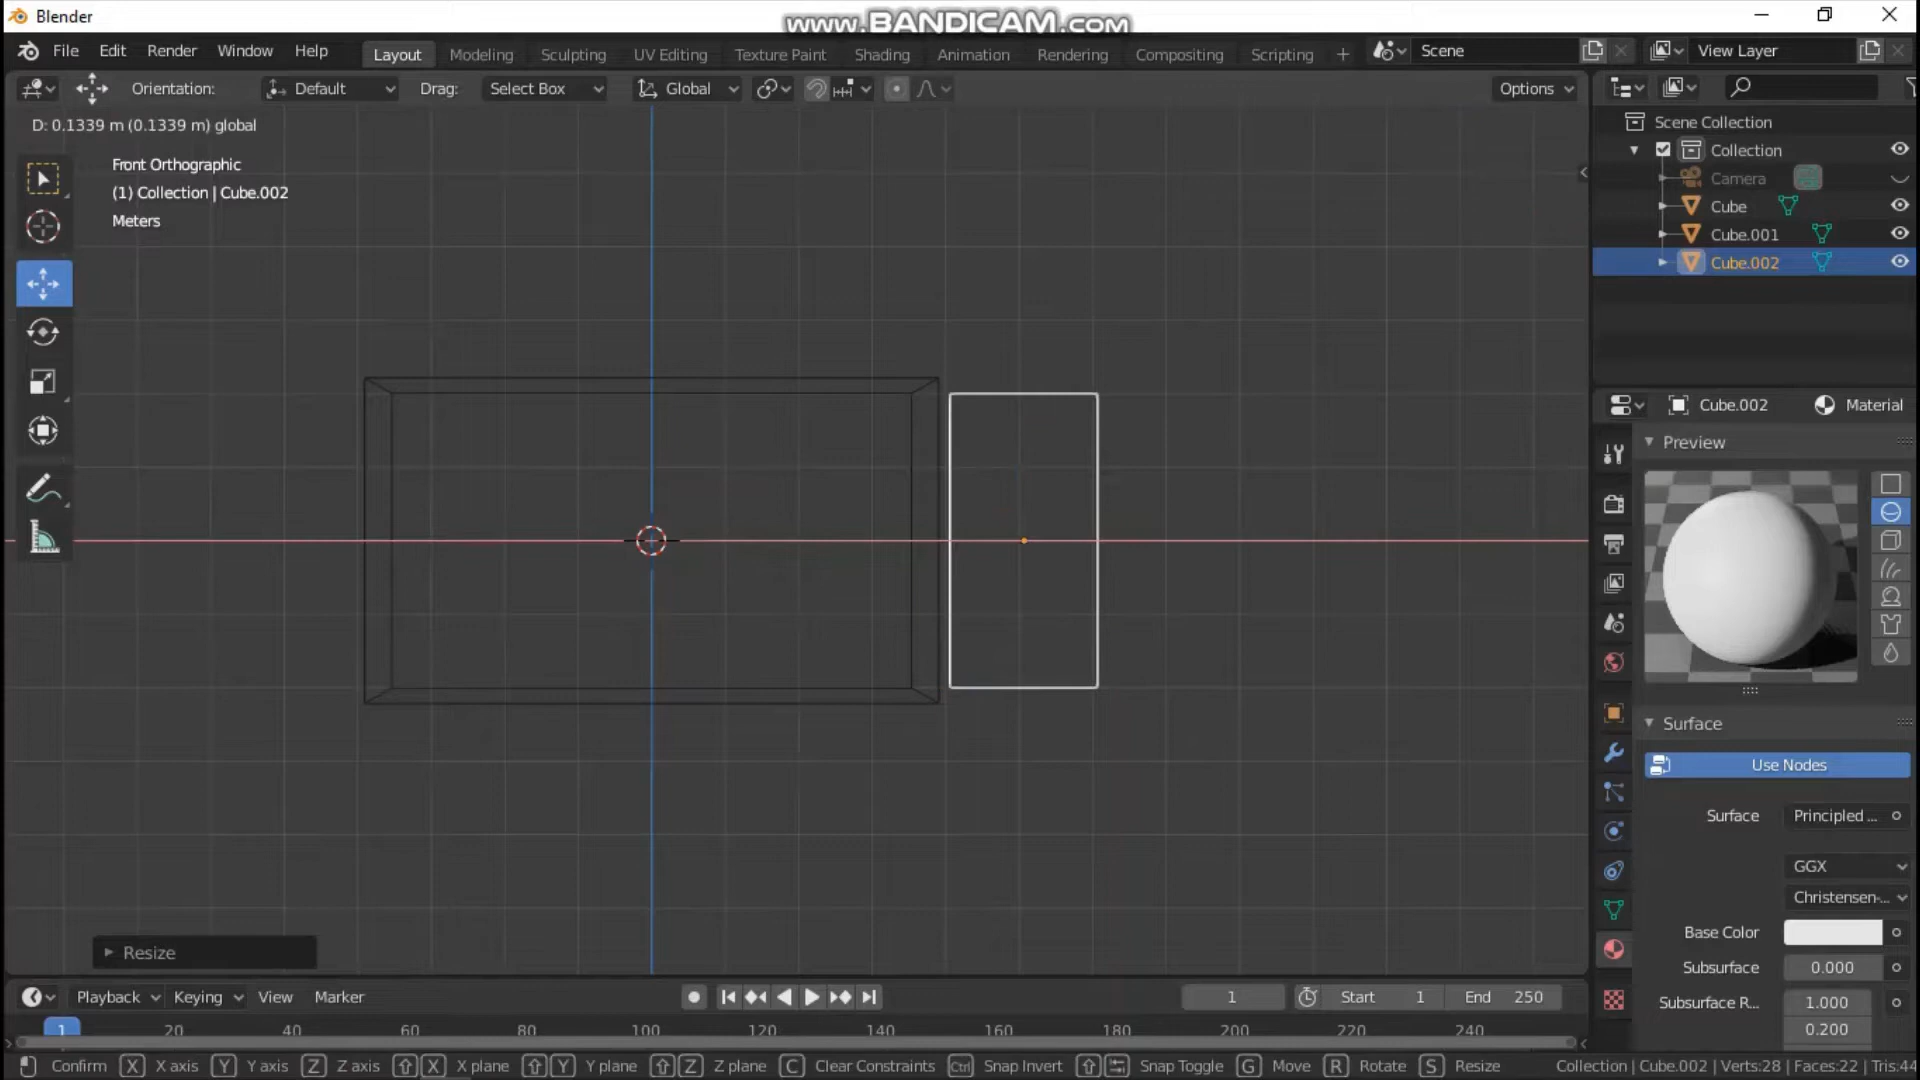 Blender
www.BANDICAM.com
File Edit Render Window Help Layout Modeling Sculpting UV Editing Texture Paint Shading Animation Rendering Compositing Scripting + Scene View Layer
Orientation: Default Drag: Select Box Global Options
D: 0.1339 m (0.1339 m) global
Front Orthographic
(1) Collection | Cube.002
Meters
Scene Collection
Collection
Camera
Cube
Cube.001
Cube.002
Cube.002 Material
Preview
Surface
Use Nodes
Surface Principled ...
GGX
Christensen-...
Base Color
Subsurface 0.000
Subsurface R... 1.000
0.200
Resize
Playback Keying View Marker 1 Start 1 End 250
1 20 40 60 80 100 120 140 160 180 200 220 240
Confirm X X axis Y Y axis Z Z axis X X plane Y Y plane Z Z plane C Clear Constraints Ctrl Snap Invert Snap Toggle G Move R Rotate S Resize Collection | Cube.002 | Verts:28 | Faces:22 | Tris:44